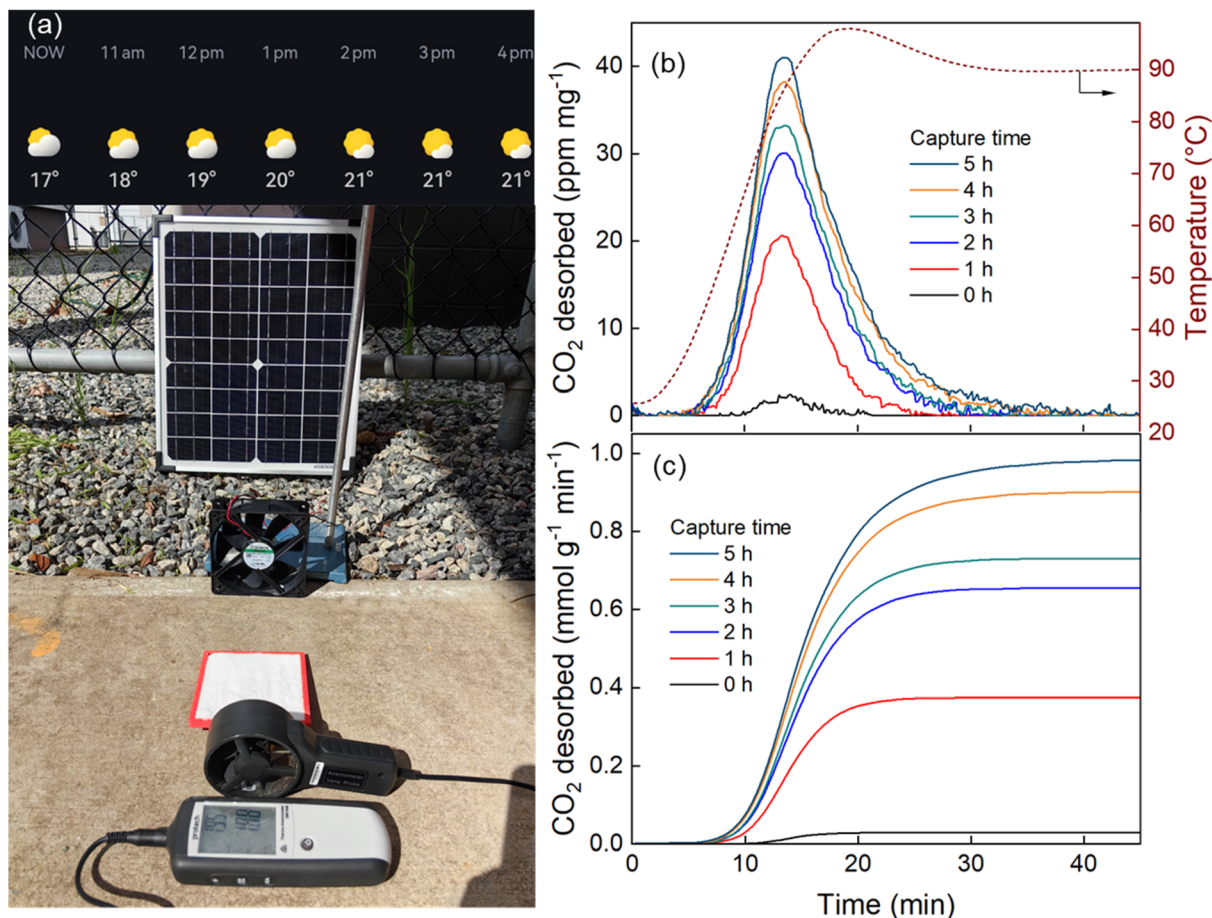 (a)
NOW 11 am 12 pm 1 pm 2 pm 3 pm 4 pm
17° 18° 19° 20° 21° 21° 21°
Anemometer
Vane Probe
protech
(b)
CO₂ desorbed (ppm mg⁻¹)
40
30
20
10
0
Capture time
5 h
4 h
3 h
2 h
1 h
0 h
Temperature (°C)
90
80
70
60
50
40
30
20
(c)
CO₂ desorbed (mmol g⁻¹ min⁻¹)
1.0
0.8
0.6
0.4
0.2
0.0
Capture time
5 h
4 h
3 h
2 h
1 h
0 h
0 10 20 30 40
Time (min)